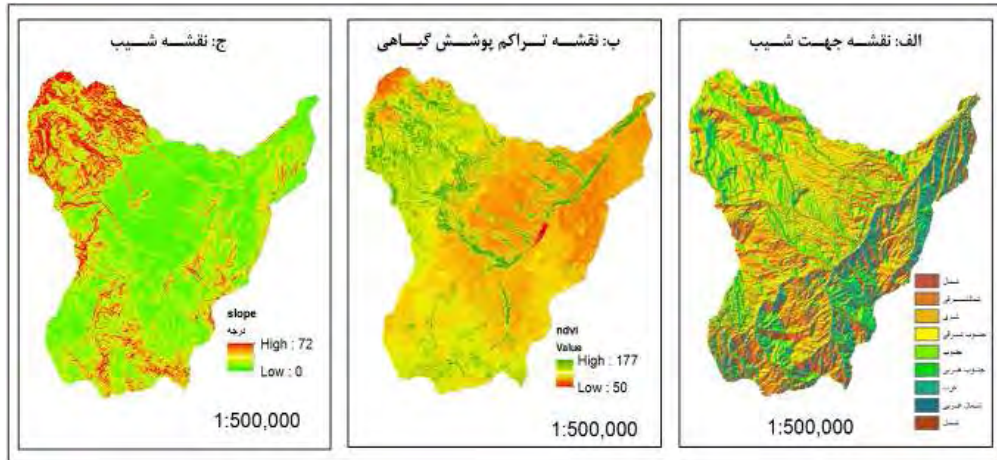 الف: نقشه جهت شیب
شمال
شمالشرقی
شرق
جنوب شرقی
جنوب
جنوب غربی
غرب
شمال غربی
شمال
1:500,000
ب: نقشه تراکم پوشش گیاهی
ndvi
Value
High : 177
Low : 50
1:500,000
ج: نقشه شیب
slope
درجه
High : 72
Low : 0
1:500,000